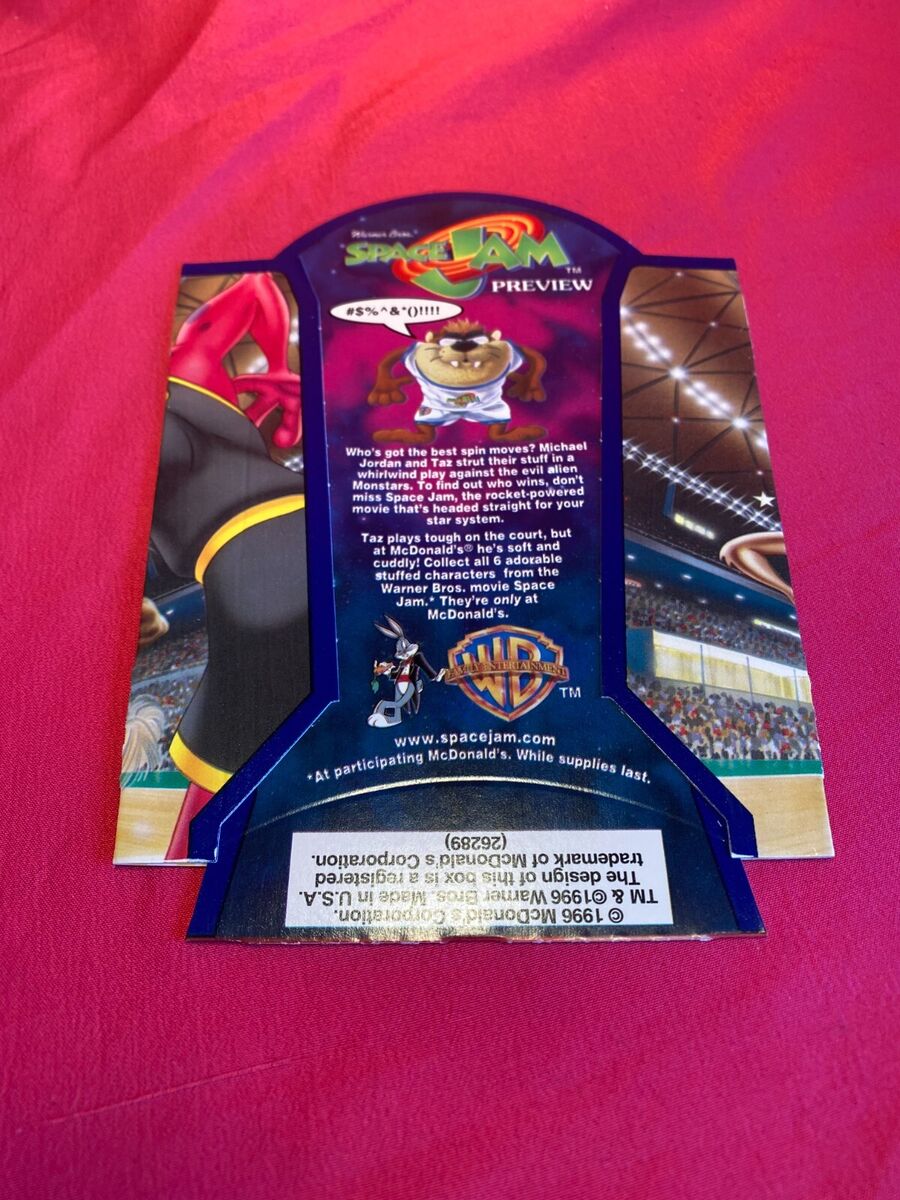 Warner Bros.
SPACE JAM™
PREVIEW
#$%^&*()!!!!
Who's got the best spin moves? Michael
Jordan and Taz strut their stuff in a
whirlwind play against the evil alien
Monstars. To find out who wins, don't
miss Space Jam, the rocket-powered
movie that's headed straight for your
star system.
Taz plays tough on the court, but
at McDonald's® he's soft and
cuddly! Collect all 6 adorable
stuffed characters from the
Warner Bros. movie Space
Jam.* They're only at
McDonald's.
WB
FAMILY ENTERTAINMENT
TM
www.spacejam.com
*At participating McDonald's. While supplies last.
© 1996 McDonald's Corporation.
TM & ©1996 Warner Bros. Made in U.S.A.
The design of this box is a registered
trademark of McDonald's Corporation.
(26289)